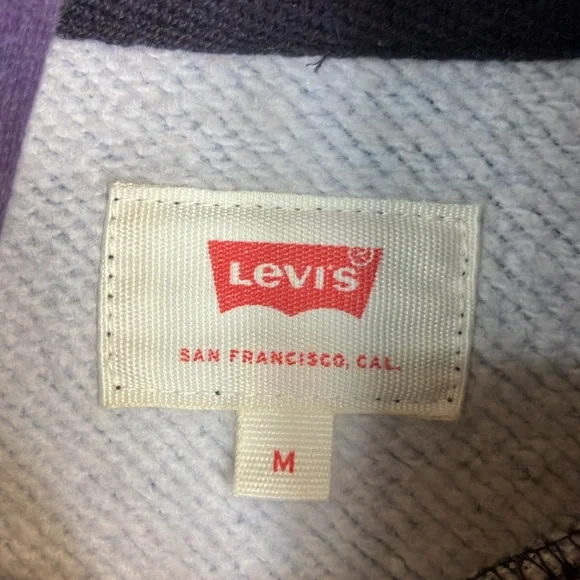 Levi's®
SAN FRANCISCO, CAL.
M